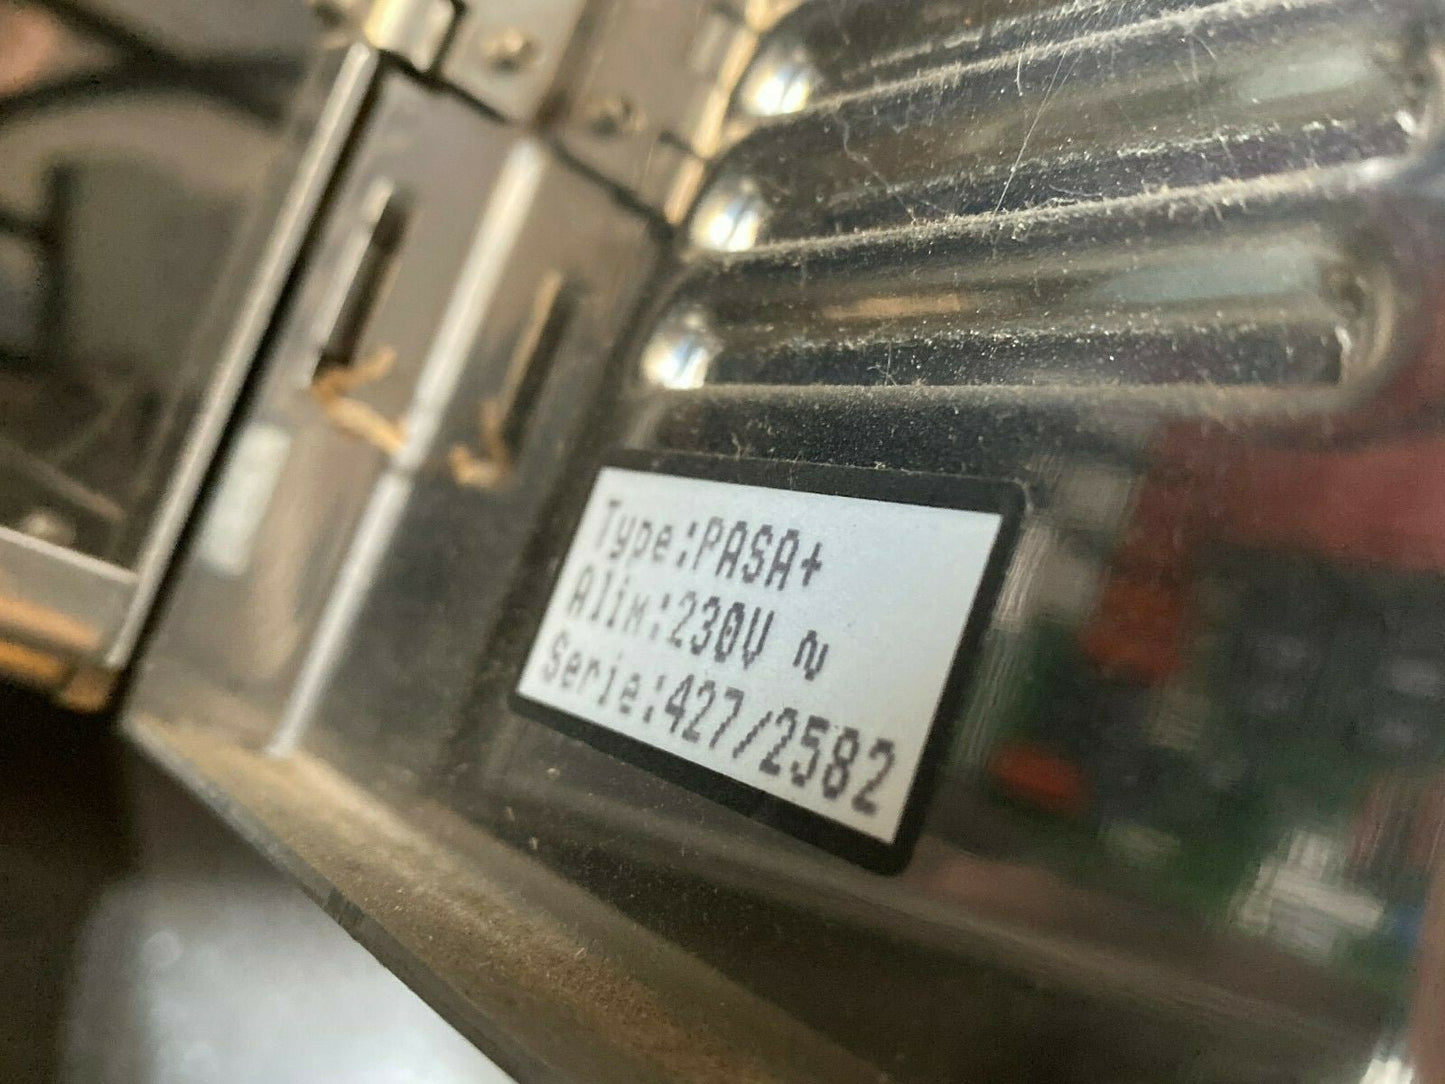 Type:PASA+
Alim:230V ~
Serie:427/2582